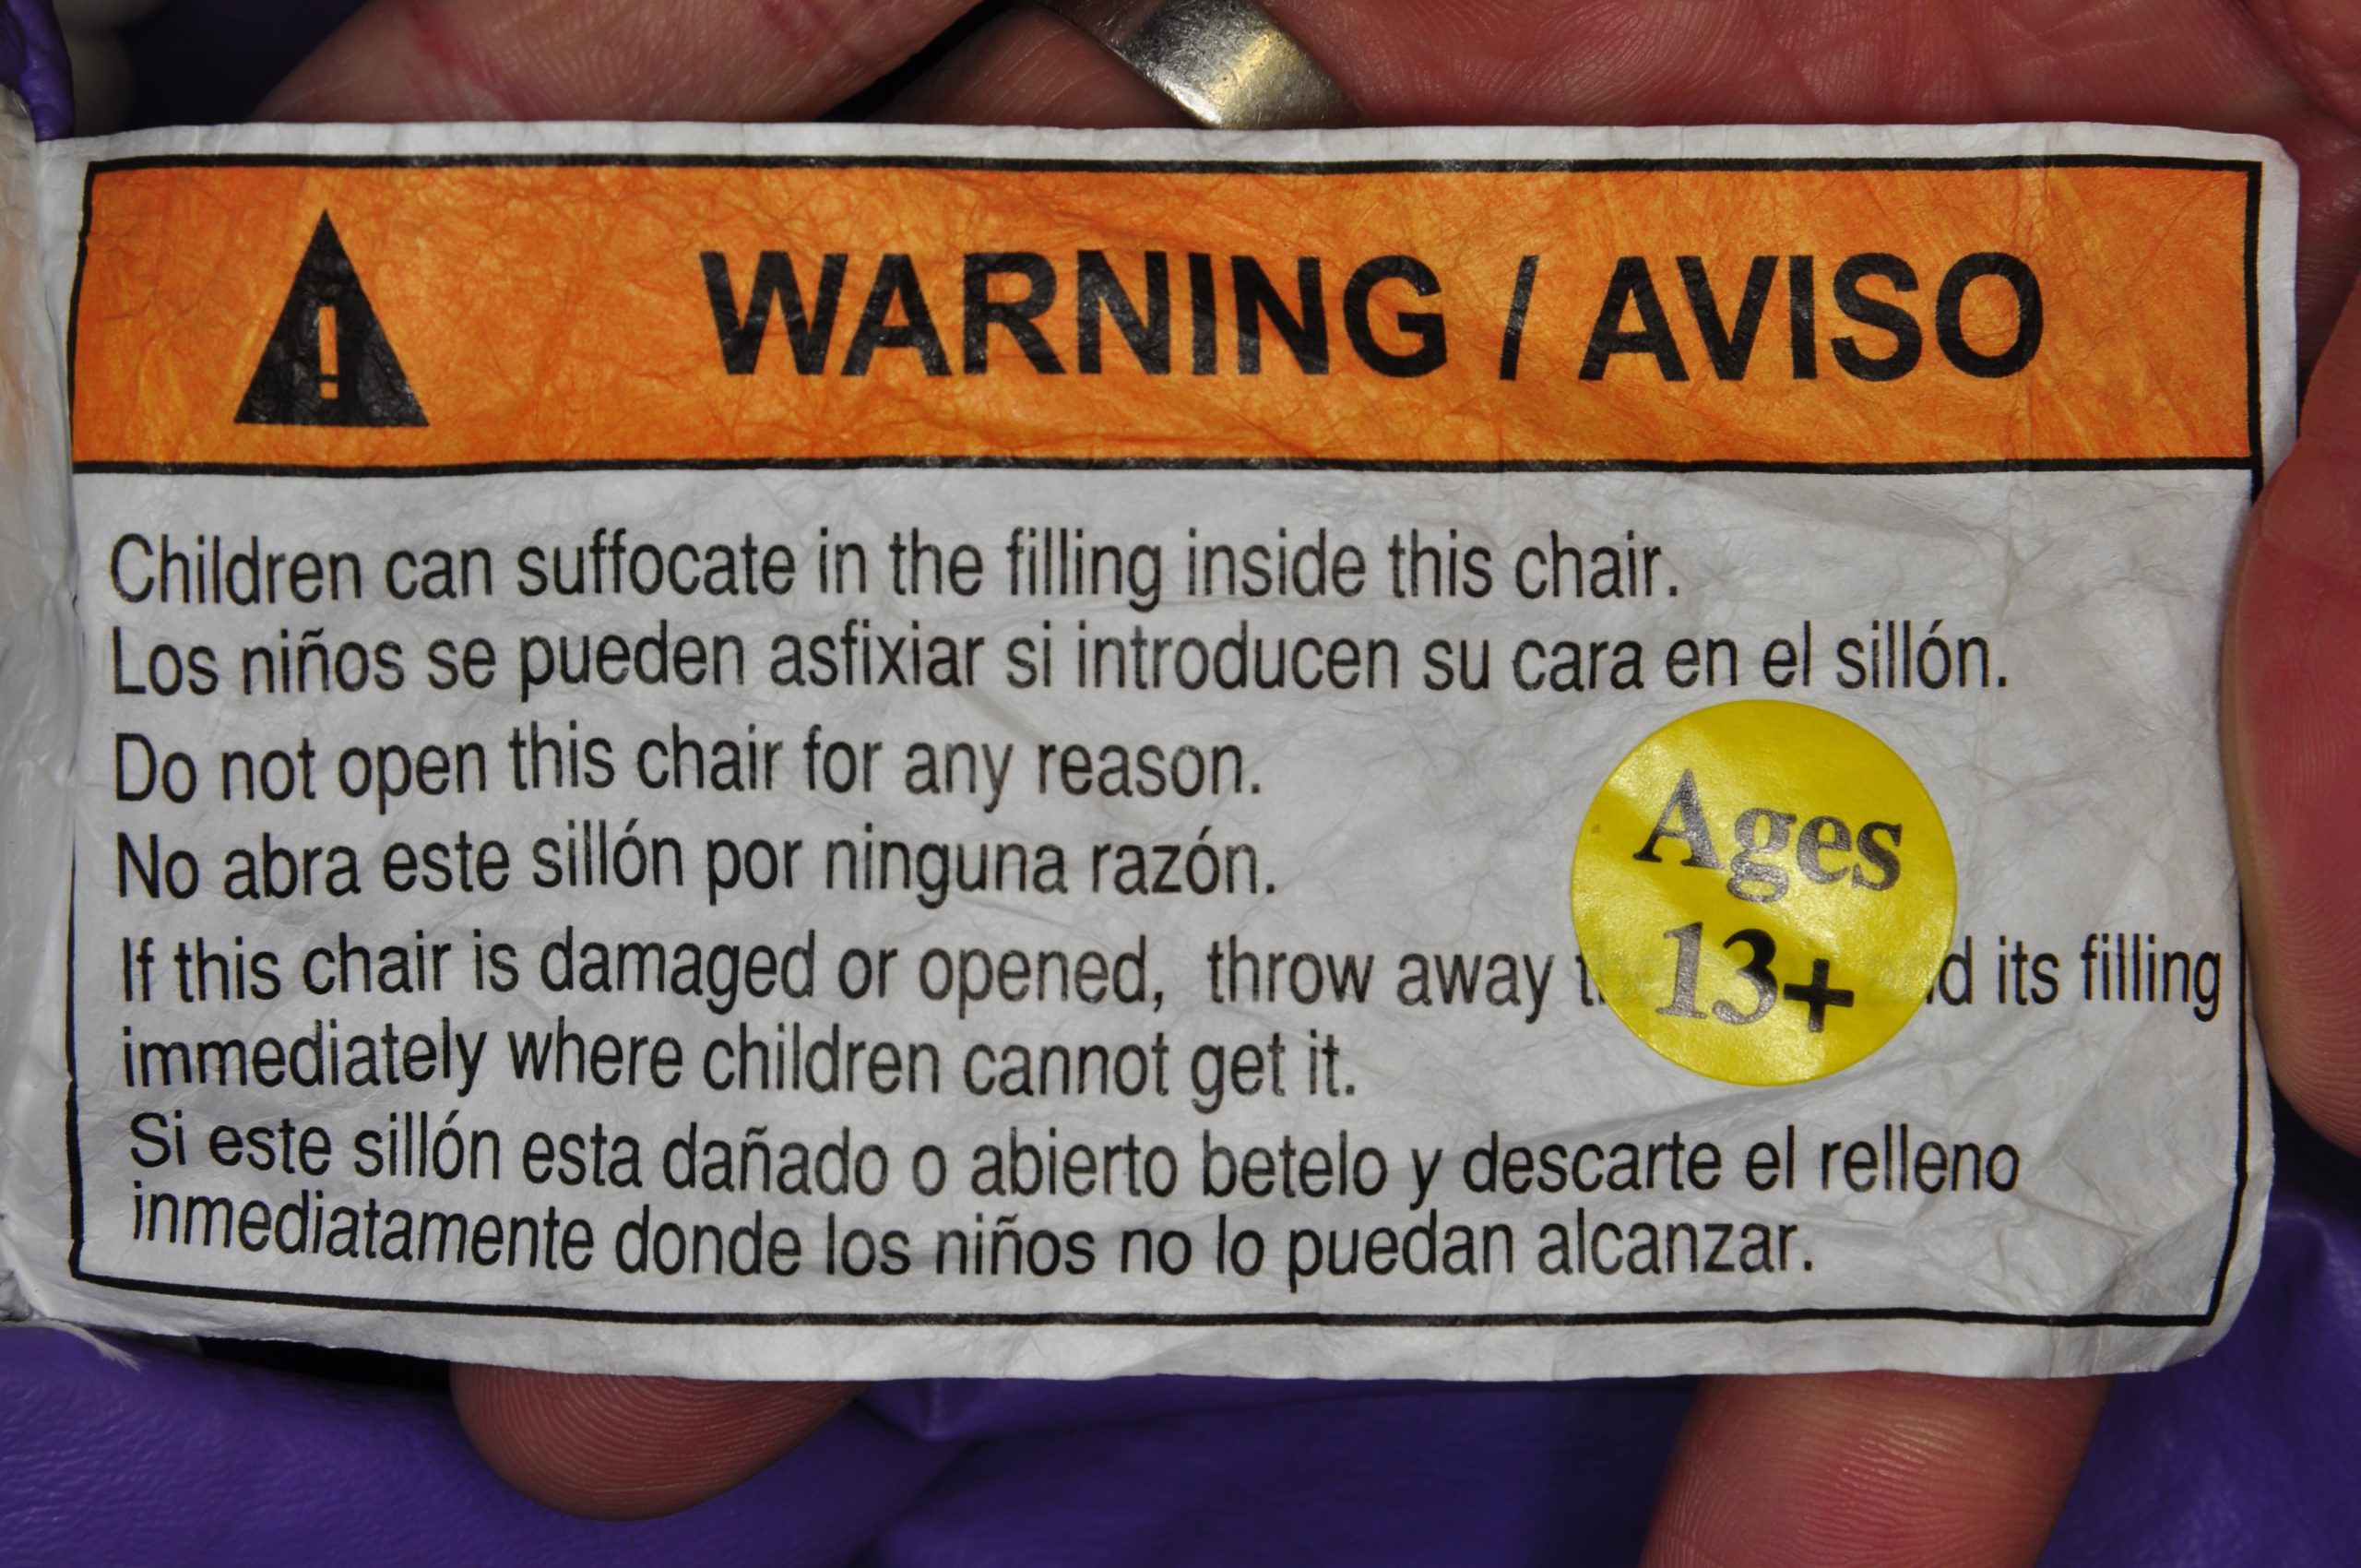 WARNING / AVISO
Children can suffocate in the filling inside this chair.
Los niños se pueden asfixiar si introducen su cara en el sillón.
Do not open this chair for any reason.
No abra este sillón por ninguna razón.
Ages
13+
If this chair is damaged or opened, throw away its filling
immediately where children cannot get it.
Si este sillón esta dañado o abierto betelo y descarte el relleno
inmediatamente donde los niños no lo puedan alcanzar.